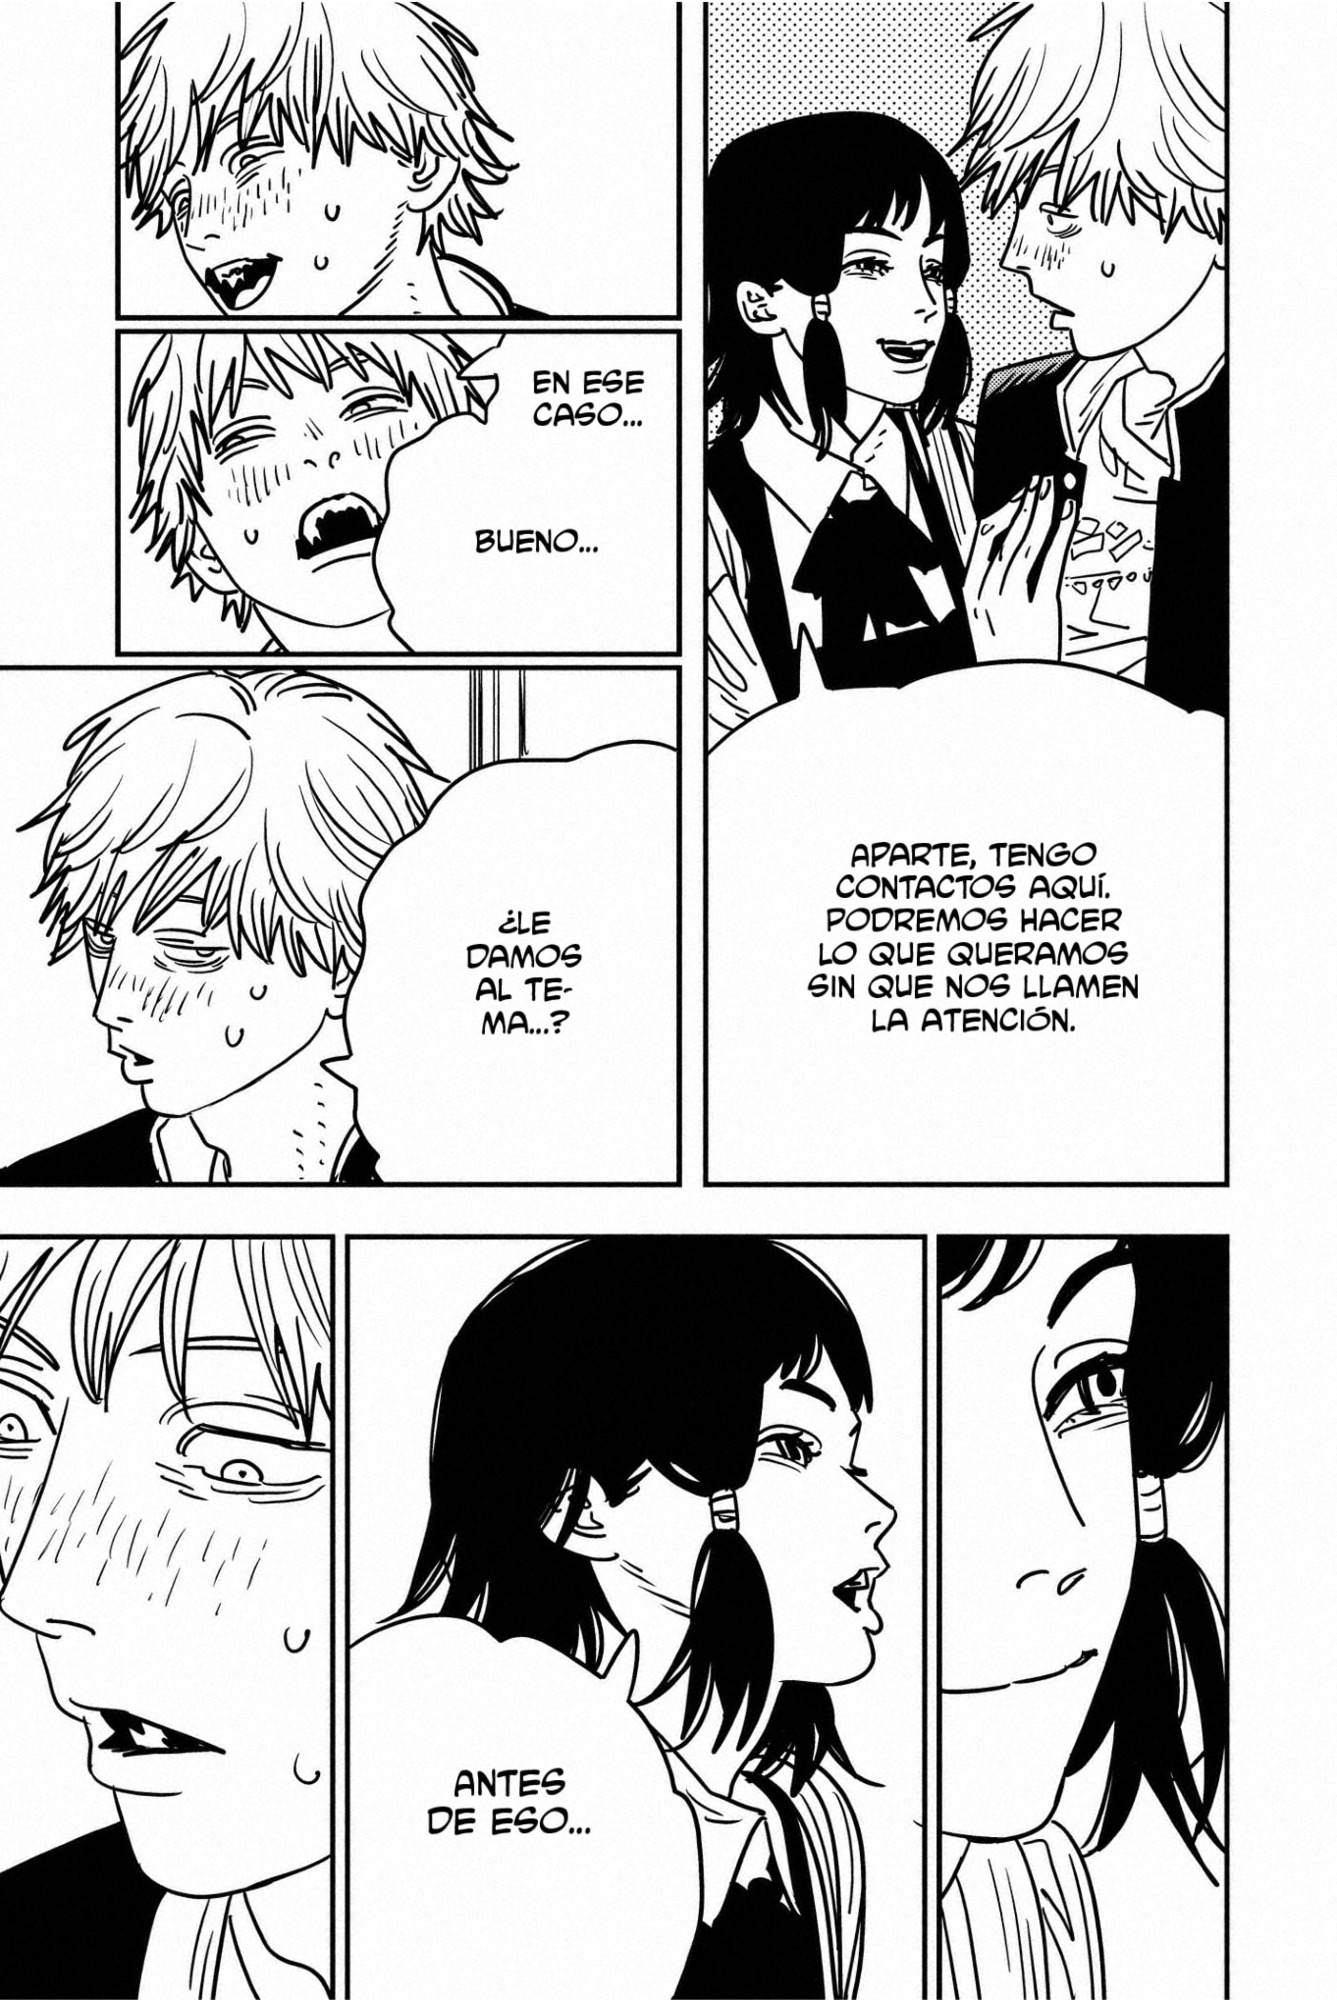 APARTE, TENGO
CONTACTOS AQUÍ.
PODREMOS HACER
LO QUE QUERAMOS
SIN QUE NOS LLAMEN
LA ATENCIÓN.
EN ESE
CASO...
BUENO...
¿LE
DAMOS
AL TE-
MA...?
ANTES
DE ESO...